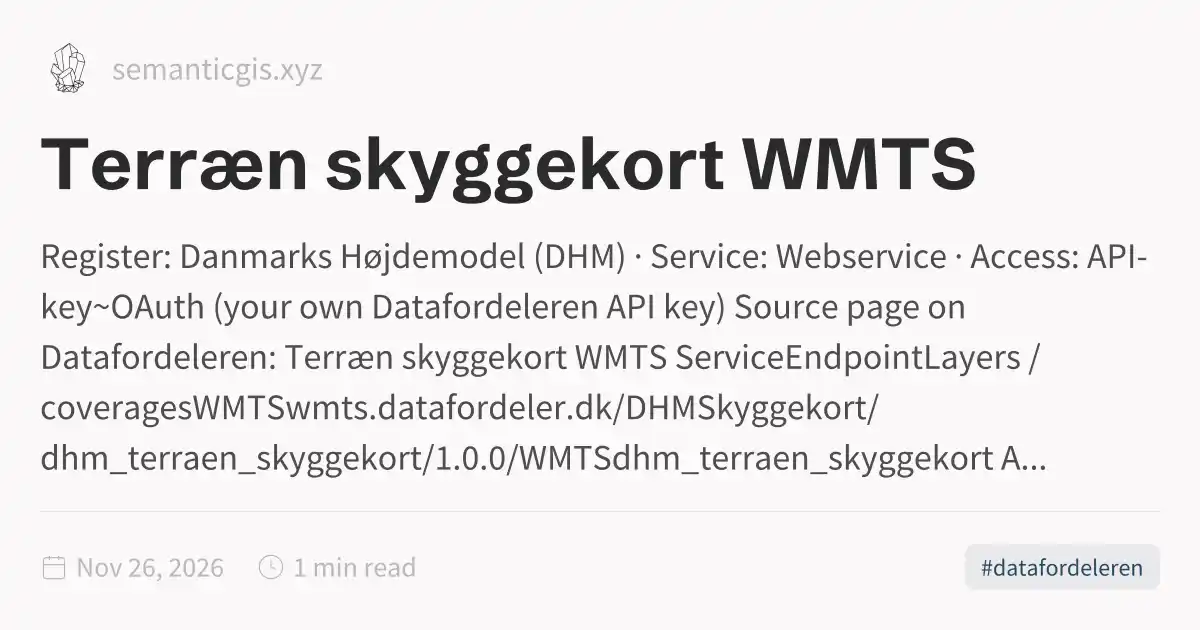 semanticgis.xyz
Terræn skyggekort WMTS
Register: Danmarks Højdemodel (DHM) · Service: Webservice · Access: API-
key~OAuth (your own Datafordeleren API key) Source page on
Datafordeleren: Terræn skyggekort WMTS ServiceEndpointLayers /
coveragesWMTSwmts.datafordeler.dk/DHMSkyggekort/
dhm_terraen_skyggekort/1.0.0/WMTSdhm_terraen_skyggekort A...
Nov 26, 2026
1 min read
#datafordeleren